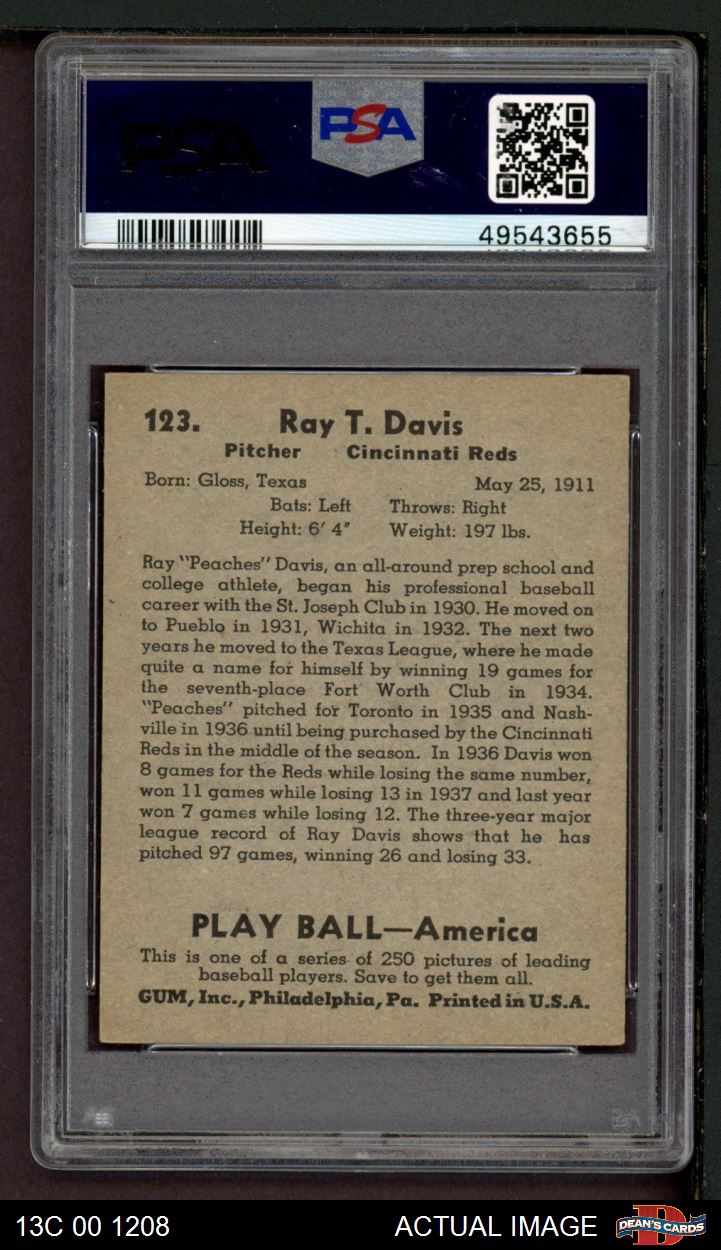 PSA
PSA
49543655
123. Ray T. Davis
Pitcher Cincinnati Reds
Born: Gloss, Texas May 25, 1911
Bats: Left Throws: Right
Height: 6' 4" Weight: 197 lbs.
Ray "Peaches" Davis, an all-around prep school and
college athlete, began his professional baseball
career with the St. Joseph Club in 1930. He moved on
to Pueblo in 1931, Wichita in 1932. The next two
years he moved to the Texas League, where he made
quite a name for himself by winning 19 games for
the seventh-place Fort Worth Club in 1934.
"Peaches" pitched for Toronto in 1935 and Nash-
ville in 1936 until being purchased by the Cincinnati
Reds in the middle of the season. In 1936 Davis won
8 games for the Reds while losing the same number,
won 11 games while losing 13 in 1937 and last year
won 7 games while losing 12. The three-year major
league record of Ray Davis shows that he has
pitched 97 games, winning 26 and losing 33.
PLAY BALL—America
This is one of a series of 250 pictures of leading
baseball players. Save to get them all.
GUM, Inc., Philadelphia, Pa. Printed in U.S.A.
PSA
13C 00 1208 ACTUAL IMAGE DEAN'S CARDS